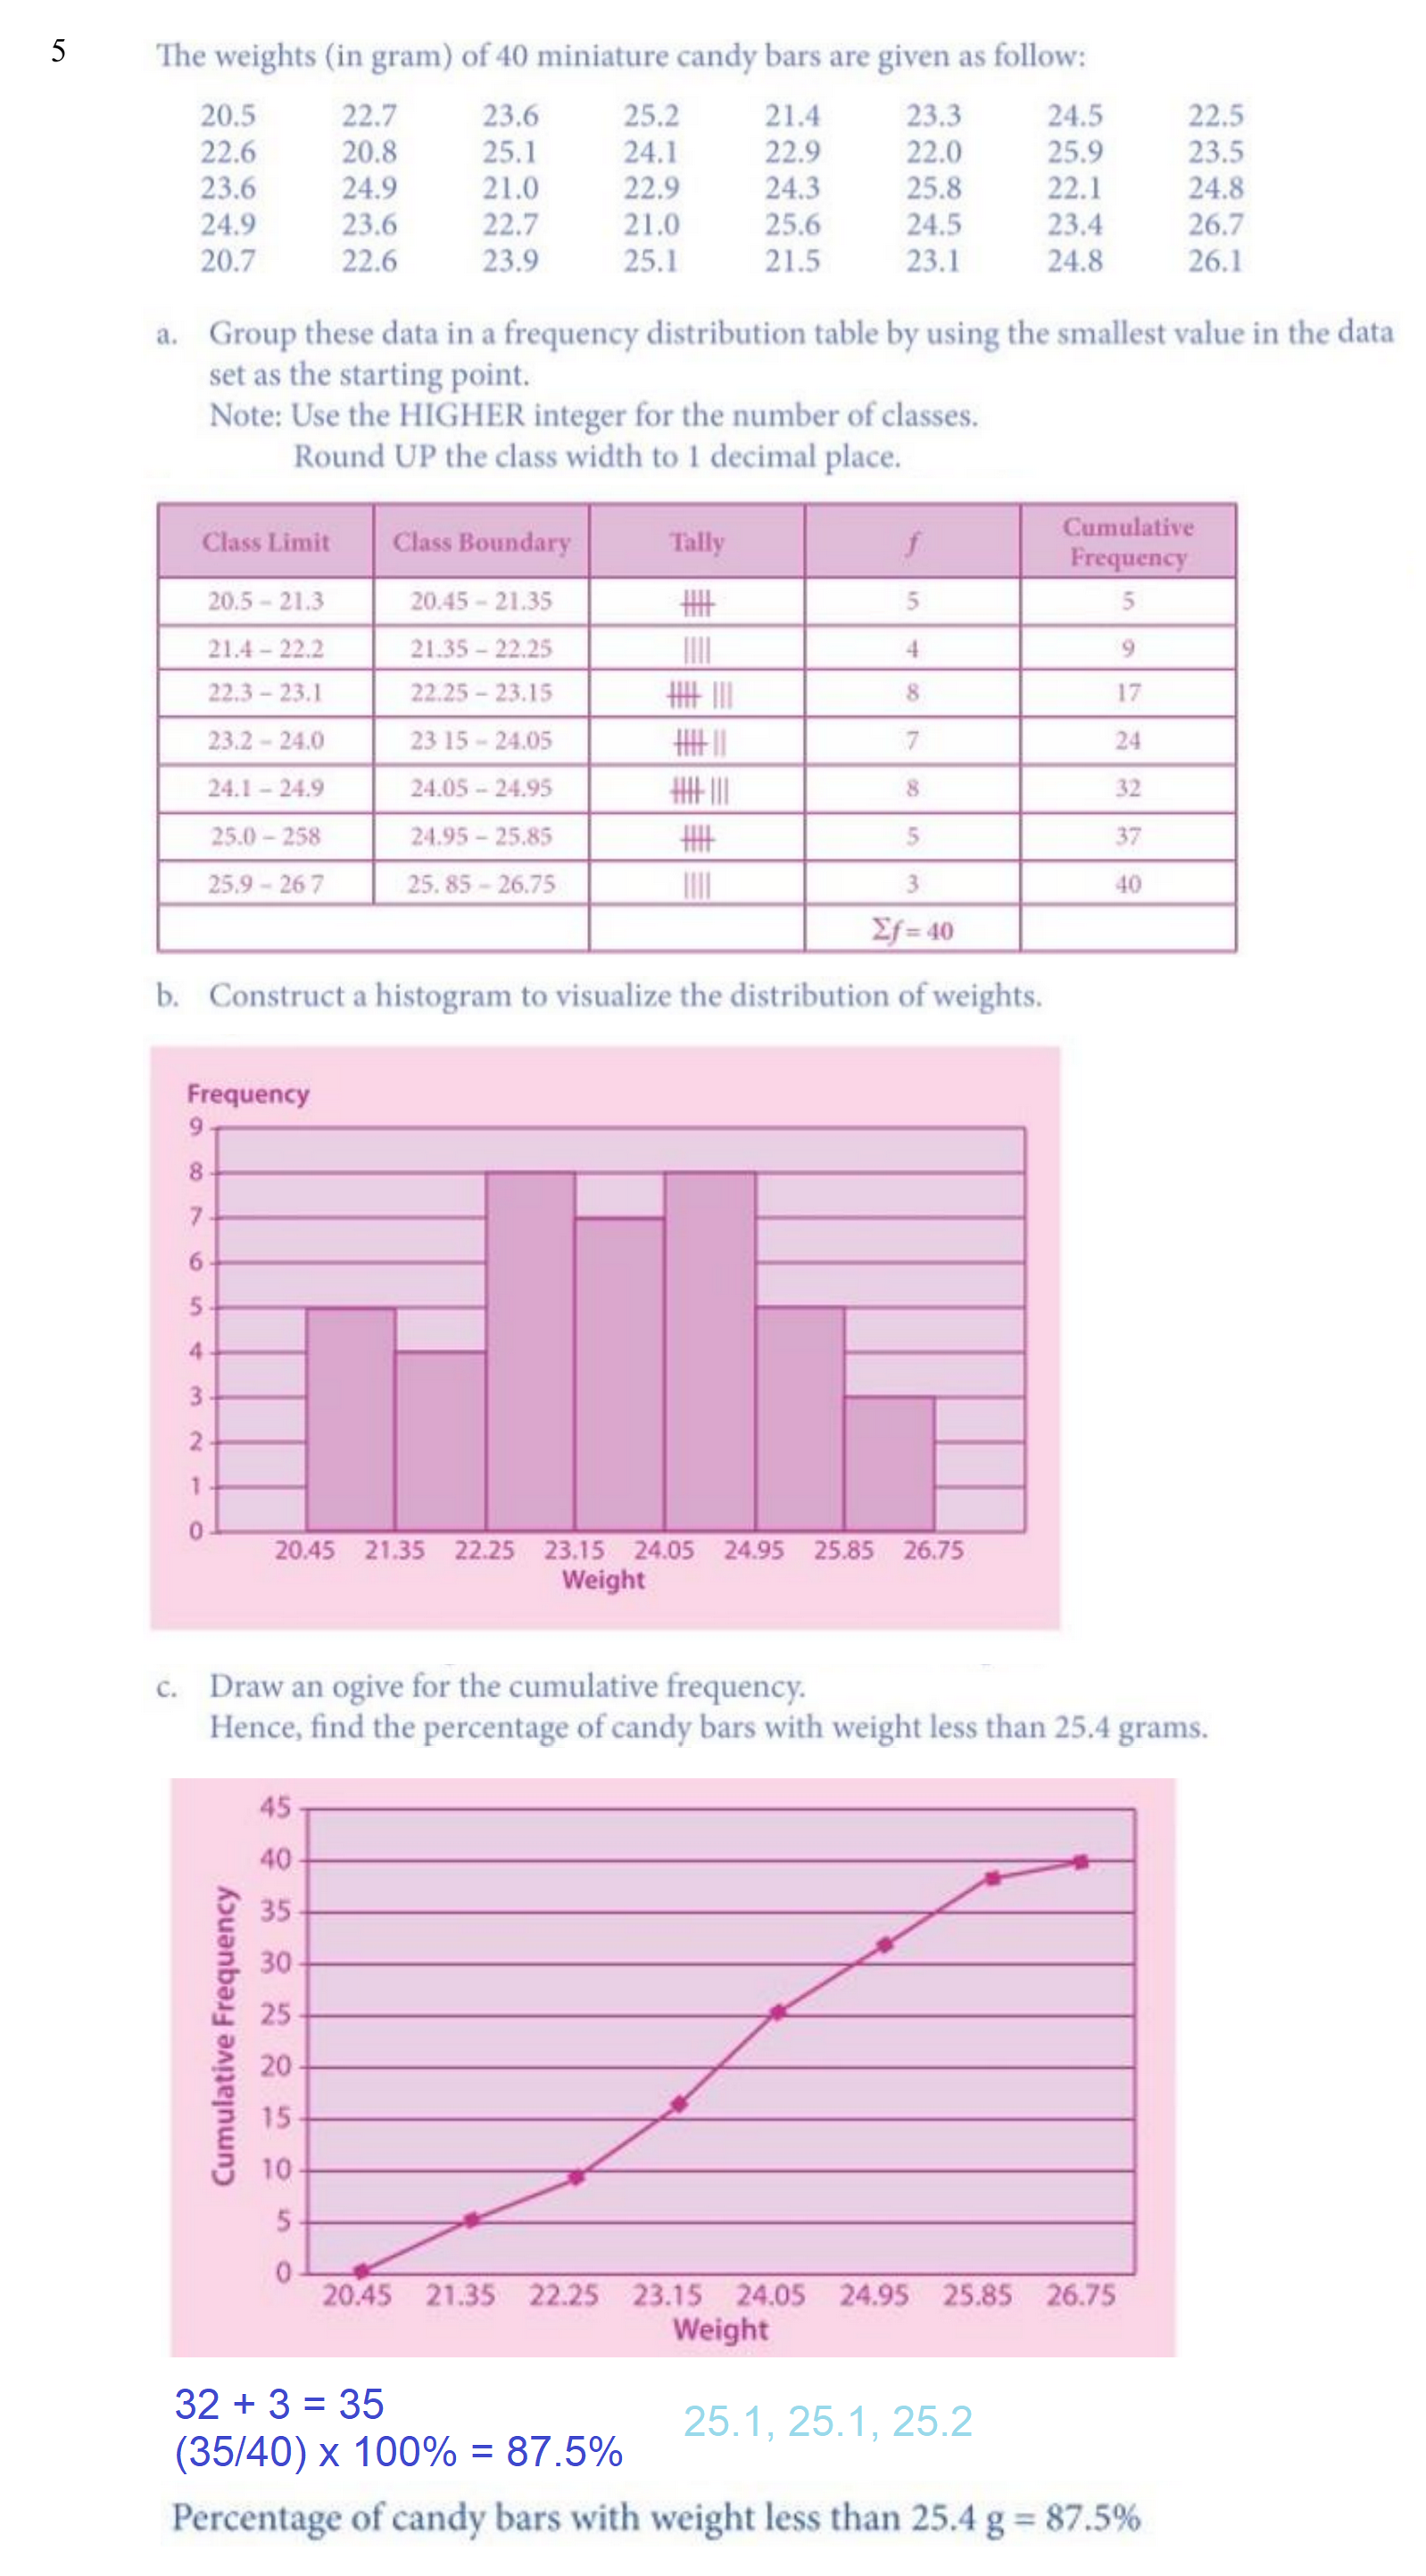 5 The weights (in gram) of 40 miniature candy bars are given as follow:
20.5 22.7 23.6 25.2 21.4 23.3 24.5 22.5
22.6 20.8 25.1 24.1 22.9 22.0 25.9 23.5
23.6 24.9 21.0 22.9 24.3 25.8 22.1 24.8
24.9 23.6 22.7 21.0 25.6 24.5 23.4 26.7
20.7 22.6 23.9 25.1 21.5 23.1 24.8 26.1
a. Group these data in a frequency distribution table by using the smallest value in the data
set as the starting point.
Note: Use the HIGHER integer for the number of classes.
Round UP the class width to 1 decimal place.
Class Limit Class Boundary Tally f Cumulative Frequency
20.5 – 21.3 20.45 – 21.35 5 5
21.4 – 22.2 21.35 – 22.25 4 9
22.3 – 23.1 22.25 – 23.15 8 17
23.2 – 24.0 23 15 – 24.05 7 24
24.1 – 24.9 24.05 – 24.95 8 32
25.0 – 258 24.95 – 25.85 5 37
25.9 – 26 7 25. 85 – 26.75 3 40
Σf = 40
b. Construct a histogram to visualize the distribution of weights.
Frequency
9
8
7
6
5
4
3
2
1
0
20.45 21.35 22.25 23.15 24.05 24.95 25.85 26.75
Weight
c. Draw an ogive for the cumulative frequency.
Hence, find the percentage of candy bars with weight less than 25.4 grams.
Cumulative Frequency
45
40
35
30
25
20
15
10
5
0
20.45 21.35 22.25 23.15 24.05 24.95 25.85 26.75
Weight
32 + 3 = 35
25.1, 25.1, 25.2
(35/40) x 100% = 87.5%
Percentage of candy bars with weight less than 25.4 g = 87.5%